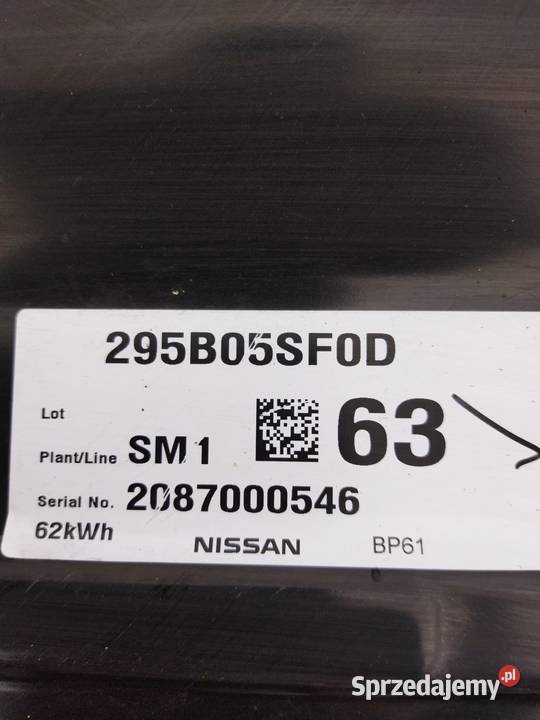 295B05SF0D
Lot
63
Plant/Line SM1
Serial No. 2087000546
62kWh
NISSAN BP61
Sprzedajemy.pl